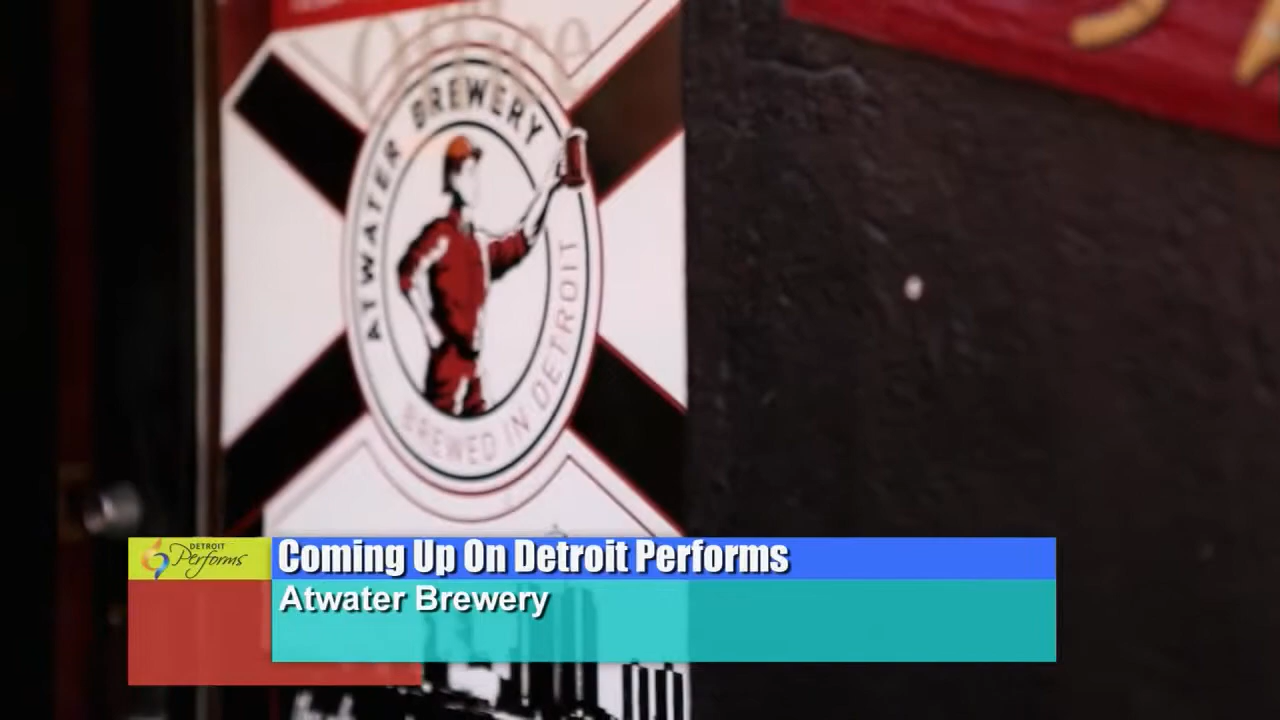 ATWATER BREWERY
BREWED IN DETROIT
DETROIT
Performs
Coming Up On Detroit Performs
Atwater Brewery